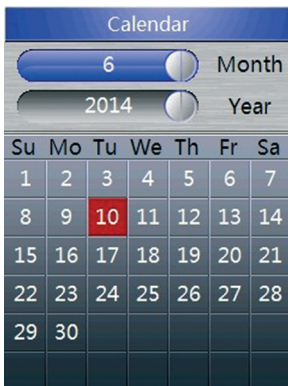 Calendar
6 Month
2014 Year
Su Mo Tu We Th Fr Sa
1 2 3 4 5 6 7
8 9 10 11 12 13 14
15 16 17 18 19 20 21
22 23 24 25 26 27 28
29 30